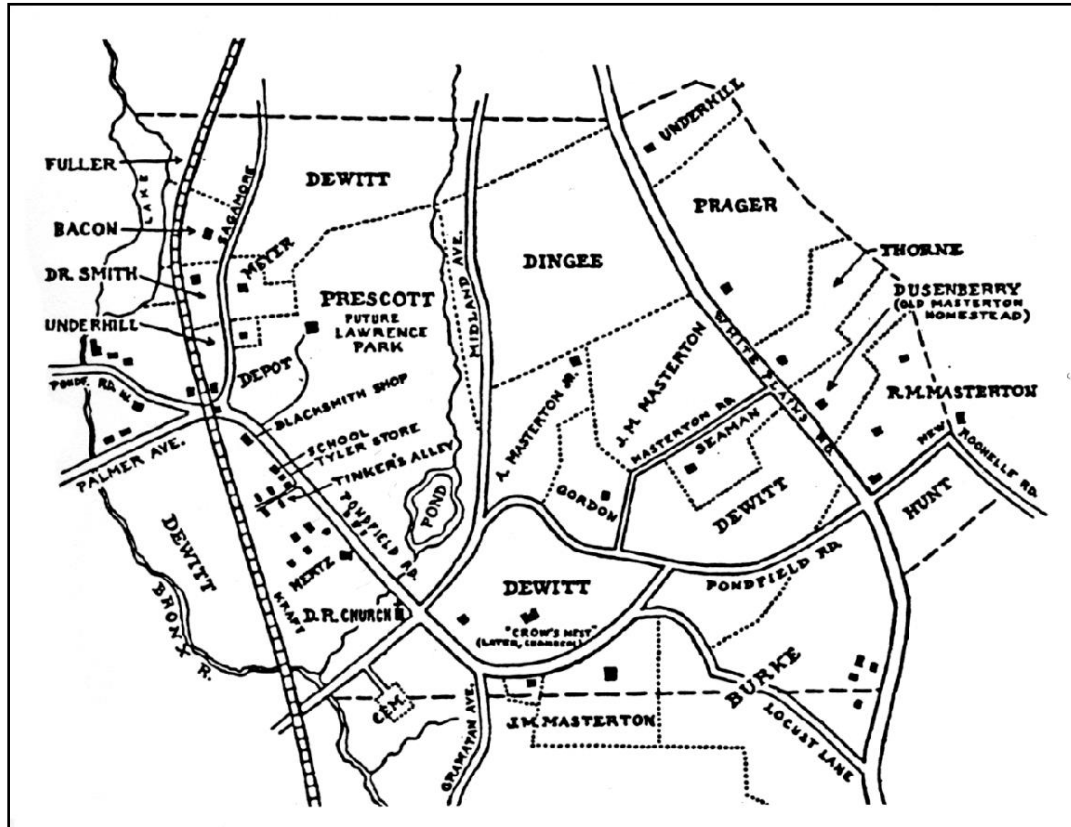 UNDERHILL
FULLER
LAKE
DEWITT
SAGAMORE
PRAGER
BACON
MEYER
MIDLAND AVE.
DINGEE
THORNE
DR. SMITH
DUSENBERRY
(OLD MASTERTON
HOMESTEAD)
PRESCOTT
FUTURE
LAWRENCE
PARK
UNDERHILL
DEPOT
WHITE PLAINS RD.
R.M. MASTERTON
PONDF. RD. W.
BLACKSMITH SHOP
J.M. MASTERTON
A. MASTERTON JR.
MASTERTON RD.
SEAMAN
NEW ROCHELLE RD.
PALMER AVE.
SCHOOL
TYLER STORE
TINKER'S ALLEY
PONDFIELD RD.
POND
GORDON
DEWITT
HUNT
DEWITT
MERTZ
KRAFT
D.R. CHURCH
DEWITT
PONDFIELD RD.
BRONX R.
"CROW'S NEST"
BURKE
CEM.
GRAMATAN AVE.
J.M. MASTERTON
LOCUST LANE